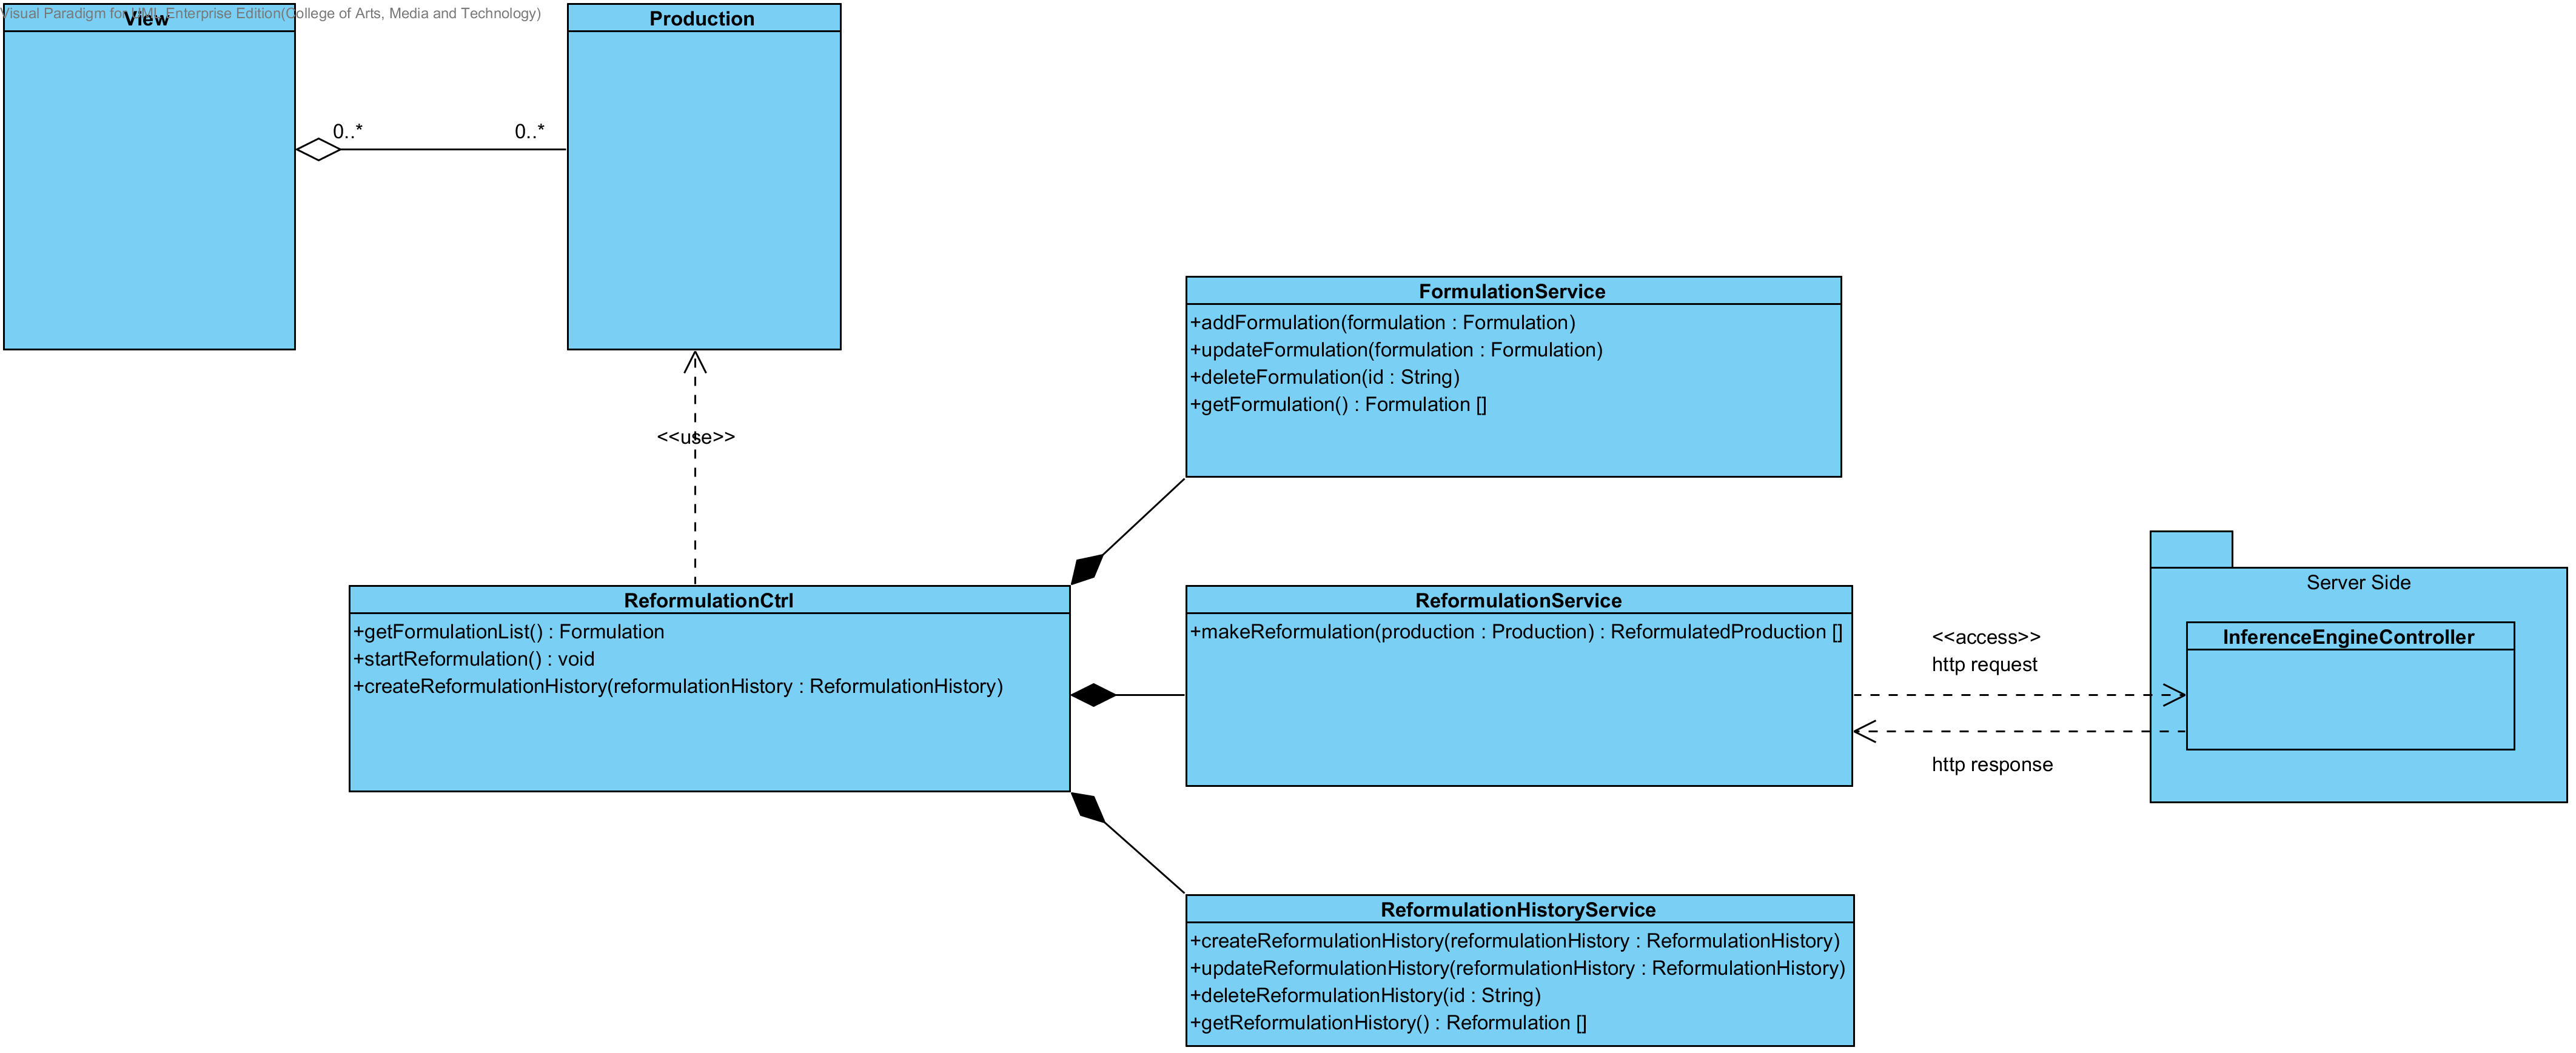 Visual Paradigm for UML Enterprise Edition(College of Arts, Media and Technology)
View
Production
0..*
0..*
<<use>>
FormulationService
+addFormulation(formulation : Formulation)
+updateFormulation(formulation : Formulation)
+deleteFormulation(id : String)
+getFormulation() : Formulation []
ReformulationCtrl
+getFormulationList() : Formulation
+startReformulation() : void
+createReformulationHistory(reformulationHistory : ReformulationHistory)
ReformulationService
+makeReformulation(production : Production) : ReformulatedProduction []
<<access>>
http request
http response
Server Side
InferenceEngineController
ReformulationHistoryService
+createReformulationHistory(reformulationHistory : ReformulationHistory)
+updateReformulationHistory(reformulationHistory : ReformulationHistory)
+deleteReformulationHistory(id : String)
+getReformulationHistory() : Reformulation []